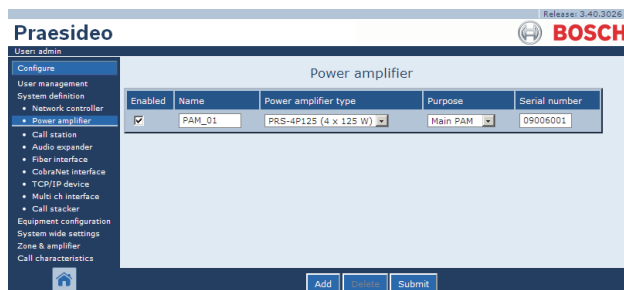 Release: 3.40.3026
Praesideo
BOSCH
User: admin
Configure
Power amplifier
User management
System definition
• Network controller
• Power amplifier
• Call station
• Audio expander
• Fiber interface
• CobraNet interface
• TCP/IP device
• Multi ch interface
• Call stacker
Equipment configuration
System wide settings
Zone & amplifier
Call characteristics
Enabled Name Power amplifier type Purpose Serial number
PAM_01 PRS-4P125 (4 x 125 W) Main PAM 09006001
Add Delete Submit